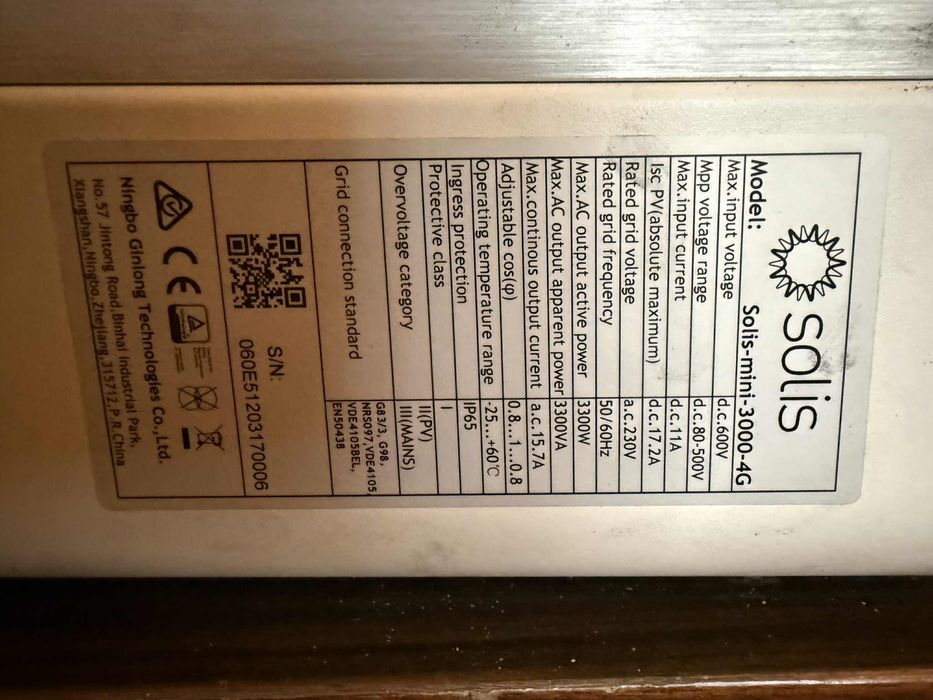 solis
Model: Solis-mini-3000-4G
Max.input voltage d.c.600V
Mpp voltage range d.c.80-500V
Max.input current d.c.11A
Isc PV(absolute maximum) d.c.17.2A
Rated grid voltage a.c.230V
Rated grid frequency 50/60Hz
Max.AC output active power 3300W
Max.AC output apparent power 3300VA
Max.continous output current a.c.15.7A
Adjustable cos(φ) 0.8...1...0.8
Operating temperature range -25...+60℃
Ingress protection IP65
Protective class I
Overvoltage category II(PV)
III(MAINS)
Grid connection standard G83/3, G98,
NRS097,VDE4105
VDE4105BEL,
EN50438
S/N:
060E51203170006
CE
Ningbo Ginlong Technologies Co.,Ltd.
No.57 Jintong Road,Binhai Industrial Park,
Xiangshan,Ningbo,Zhejiang,315712,P.R.China